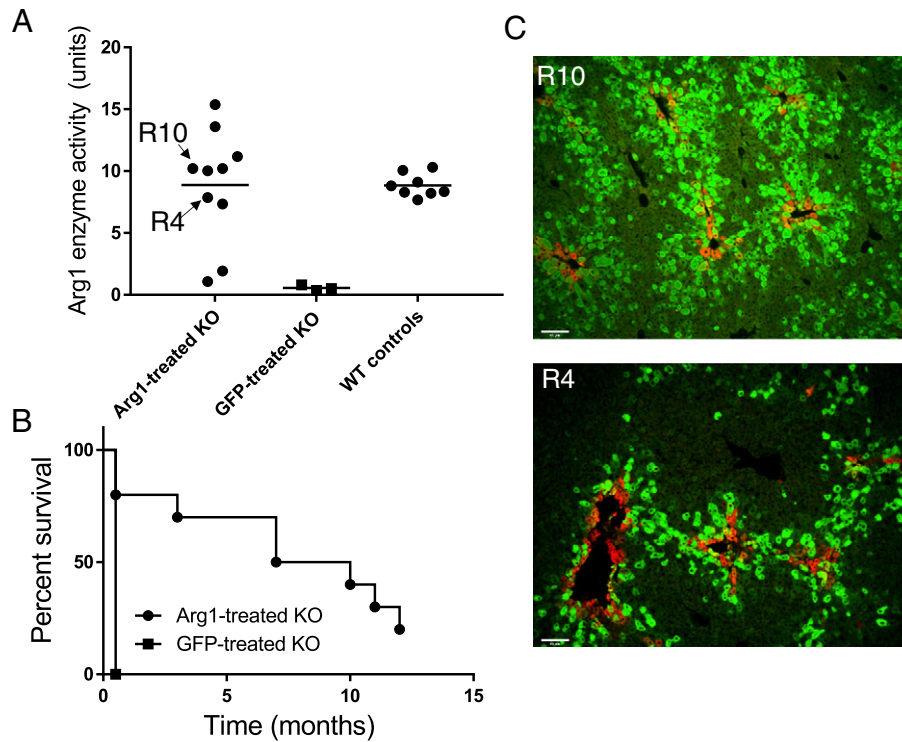 A
Arg1 enzyme activity (units)
20
15
10
5
0
R10
R4
Arg1-treated KO
GFP-treated KO
WT controls
B
Percent survival
100
50
0
Arg1-treated KO
GFP-treated KO
0
5
10
15
Time (months)
C
R10
R4